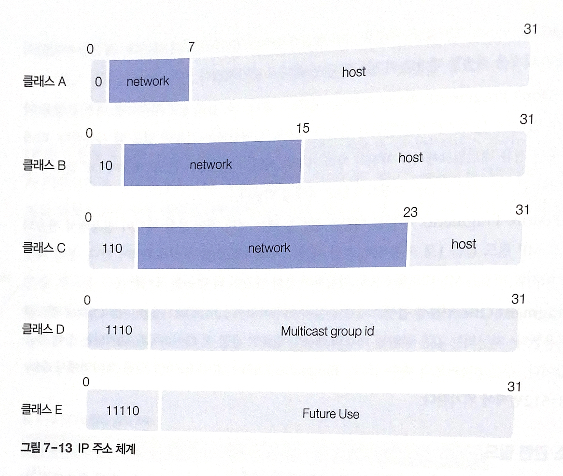 0 7 31
클래스 A 0 network host
0 15 31
클래스 B 10 network host
0 23 31
클래스 C 110 network host
0 31
클래스 D 1110 Multicast group id
0 31
클래스 E 11110 Future Use
그림 7-13 IP 주소 체계